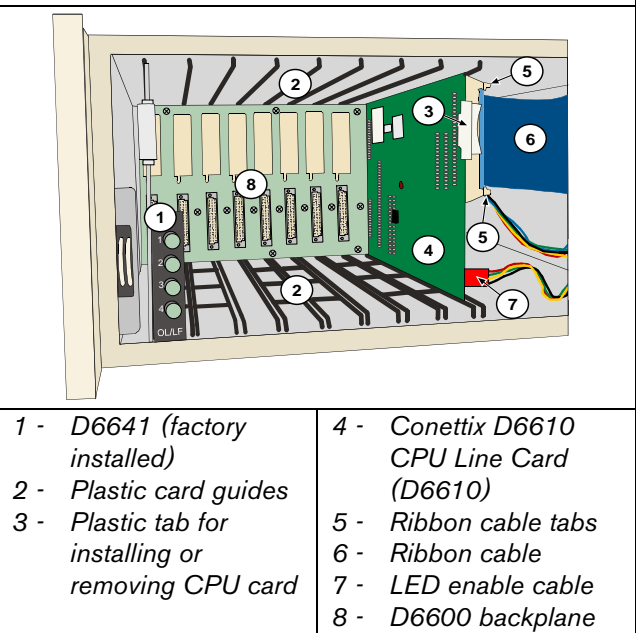 2
5
3
6
8
1
1
2
5
4
3
2
7
4
OL/LF
1 - D6641 (factory
installed)
2 - Plastic card guides
3 - Plastic tab for
installing or
removing CPU card
4 - Conettix D6610
CPU Line Card
(D6610)
5 - Ribbon cable tabs
6 - Ribbon cable
7 - LED enable cable
8 - D6600 backplane